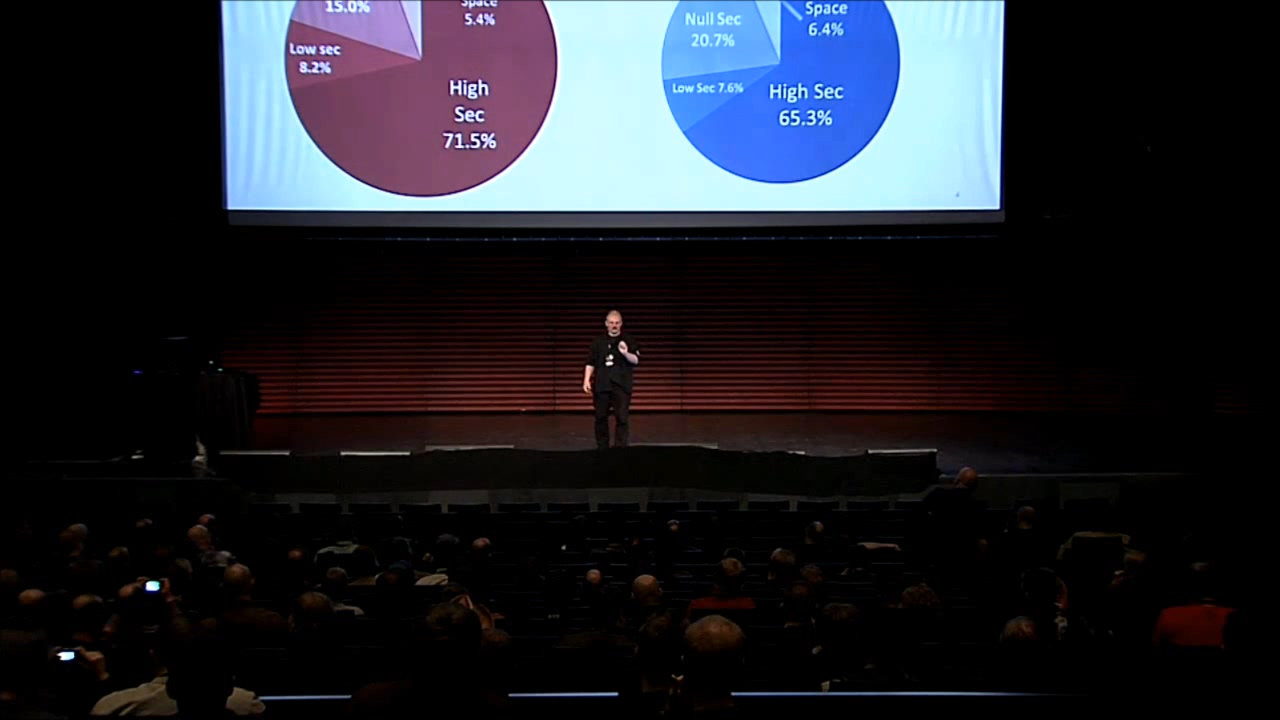 15.0%
Space
5.4%
Low sec
8.2%
High
Sec
71.5%
Space
6.4%
Null Sec
20.7%
Low Sec 7.6%
High Sec
65.3%